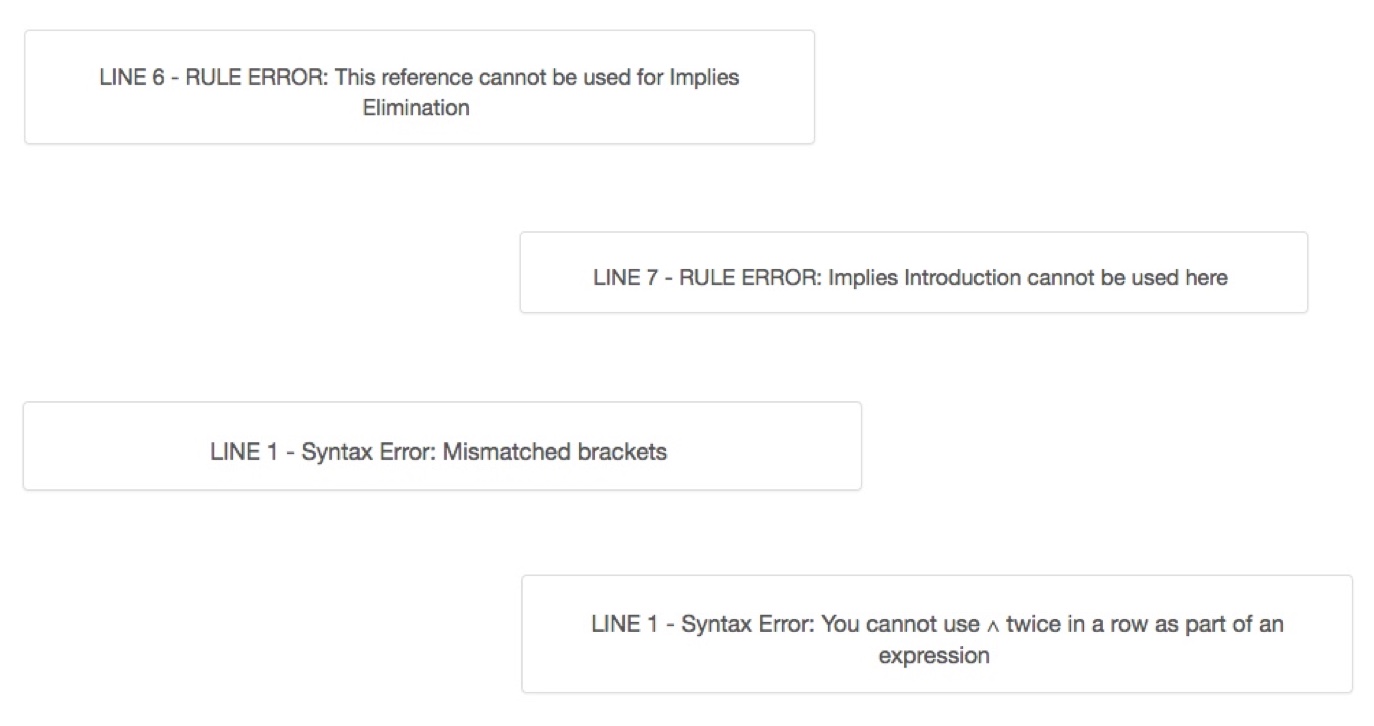 LINE 6 - RULE ERROR: This reference cannot be used for Implies
Elimination
LINE 7 - RULE ERROR: Implies Introduction cannot be used here
LINE 1 - Syntax Error: Mismatched brackets
LINE 1 - Syntax Error: You cannot use ∧ twice in a row as part of an
expression